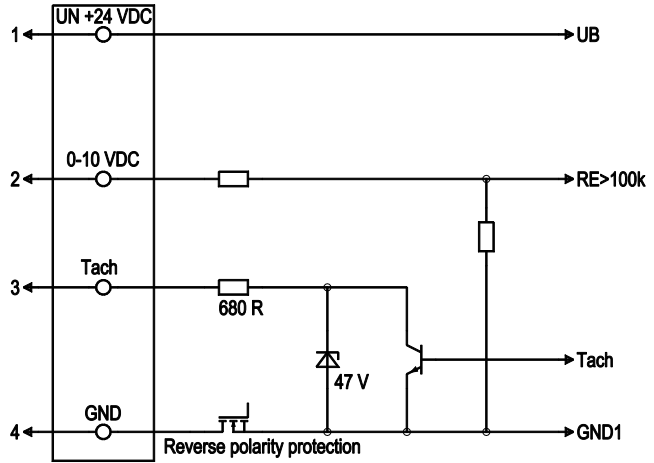 UN +24 VDC
1
UB
0-10 VDC
2
RE>100k
Tach
3
680 R
47 V
Tach
GND
4
GND1
Reverse polarity protection